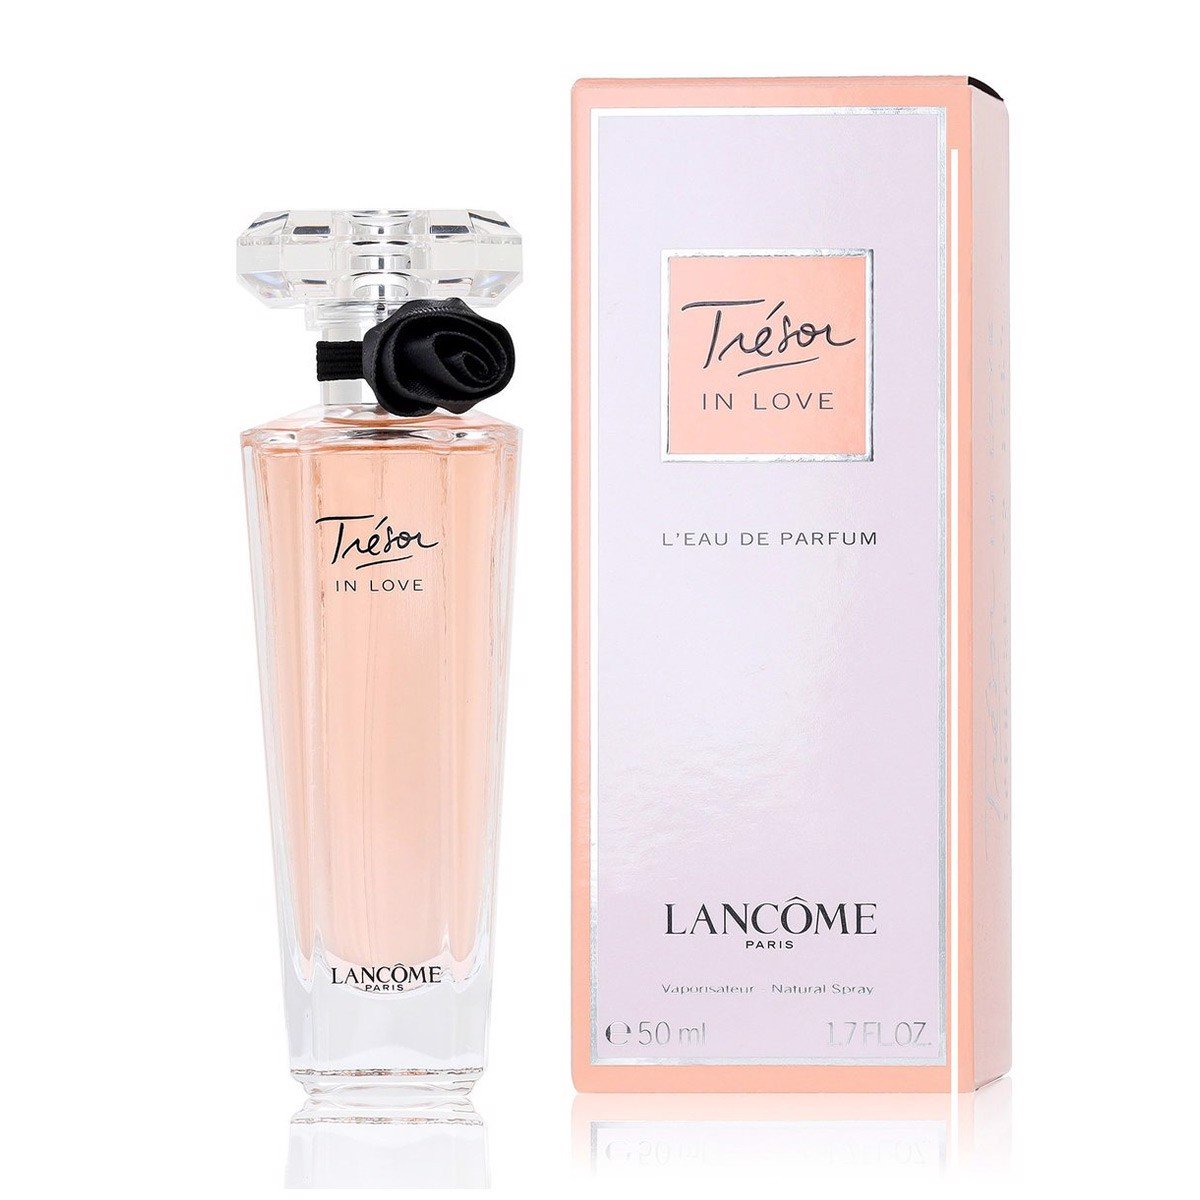 Trésor
IN LOVE
LANCÔME
PARIS
Trésor
IN LOVE
L'EAU DE PARFUM
LANCÔME
PARIS
Vaporisateur - Natural Spray
℮ 50 ml 1.7 FL.OZ.